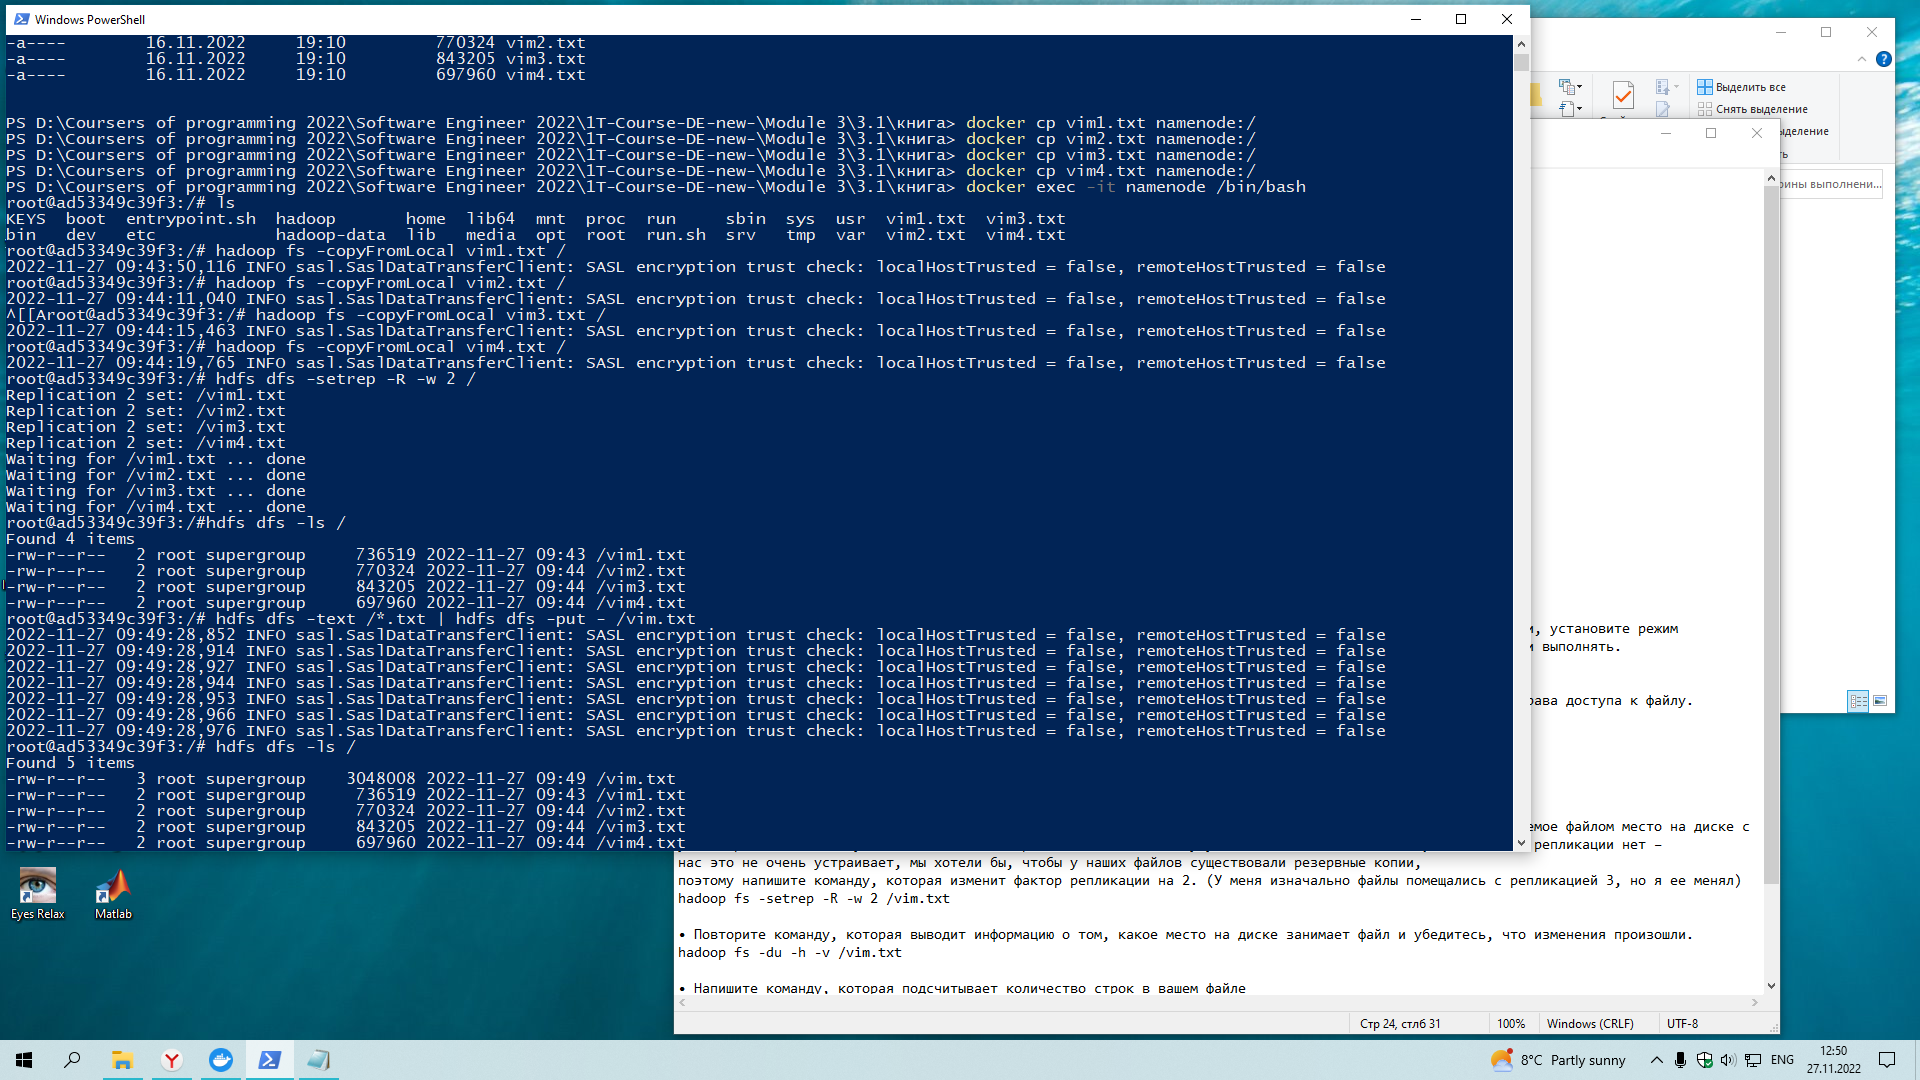 Windows PowerShell
-a---- 16.11.2022 19:10 770324 vim2.txt
-a---- 16.11.2022 19:10 843205 vim3.txt
-a---- 16.11.2022 19:10 697960 vim4.txt
PS D:\Coursers of programming 2022\Software Engineer 2022\1T-Course-DE-new-\Module 3\3.1\книга> docker cp vim1.txt namenode:/
PS D:\Coursers of programming 2022\Software Engineer 2022\1T-Course-DE-new-\Module 3\3.1\книга> docker cp vim2.txt namenode:/
PS D:\Coursers of programming 2022\Software Engineer 2022\1T-Course-DE-new-\Module 3\3.1\книга> docker cp vim3.txt namenode:/
PS D:\Coursers of programming 2022\Software Engineer 2022\1T-Course-DE-new-\Module 3\3.1\книга> docker cp vim4.txt namenode:/
PS D:\Coursers of programming 2022\Software Engineer 2022\1T-Course-DE-new-\Module 3\3.1\книга> docker exec -it namenode /bin/bash
root@ad53349c39f3:/# ls
KEYS boot entrypoint.sh hadoop home lib64 mnt proc run sbin sys usr vim1.txt vim3.txt
bin dev etc hadoop-data lib media opt root run.sh srv tmp var vim2.txt vim4.txt
root@ad53349c39f3:/# hadoop fs -copyFromLocal vim1.txt /
2022-11-27 09:43:50,116 INFO sasl.SaslDataTransferClient: SASL encryption trust check: localHostTrusted = false, remoteHostTrusted = false
root@ad53349c39f3:/# hadoop fs -copyFromLocal vim2.txt /
2022-11-27 09:44:11,040 INFO sasl.SaslDataTransferClient: SASL encryption trust check: localHostTrusted = false, remoteHostTrusted = false
^[[Aroot@ad53349c39f3:/# hadoop fs -copyFromLocal vim3.txt /
2022-11-27 09:44:15,463 INFO sasl.SaslDataTransferClient: SASL encryption trust check: localHostTrusted = false, remoteHostTrusted = false
root@ad53349c39f3:/# hadoop fs -copyFromLocal vim4.txt /
2022-11-27 09:44:19,765 INFO sasl.SaslDataTransferClient: SASL encryption trust check: localHostTrusted = false, remoteHostTrusted = false
root@ad53349c39f3:/# hdfs dfs -setrep -R -w 2 /
Replication 2 set: /vim1.txt
Replication 2 set: /vim2.txt
Replication 2 set: /vim3.txt
Replication 2 set: /vim4.txt
Waiting for /vim1.txt ... done
Waiting for /vim2.txt ... done
Waiting for /vim3.txt ... done
Waiting for /vim4.txt ... done
root@ad53349c39f3:/#hdfs dfs -ls /
Found 4 items
-rw-r--r-- 2 root supergroup 736519 2022-11-27 09:43 /vim1.txt
-rw-r--r-- 2 root supergroup 770324 2022-11-27 09:44 /vim2.txt
-rw-r--r-- 2 root supergroup 843205 2022-11-27 09:44 /vim3.txt
-rw-r--r-- 2 root supergroup 697960 2022-11-27 09:44 /vim4.txt
root@ad53349c39f3:/# hdfs dfs -text /*.txt | hdfs dfs -put - /vim.txt
2022-11-27 09:49:28,852 INFO sasl.SaslDataTransferClient: SASL encryption trust check: localHostTrusted = false, remoteHostTrusted = false
2022-11-27 09:49:28,914 INFO sasl.SaslDataTransferClient: SASL encryption trust check: localHostTrusted = false, remoteHostTrusted = false
2022-11-27 09:49:28,927 INFO sasl.SaslDataTransferClient: SASL encryption trust check: localHostTrusted = false, remoteHostTrusted = false
2022-11-27 09:49:28,944 INFO sasl.SaslDataTransferClient: SASL encryption trust check: localHostTrusted = false, remoteHostTrusted = false
2022-11-27 09:49:28,953 INFO sasl.SaslDataTransferClient: SASL encryption trust check: localHostTrusted = false, remoteHostTrusted = false
2022-11-27 09:49:28,966 INFO sasl.SaslDataTransferClient: SASL encryption trust check: localHostTrusted = false, remoteHostTrusted = false
2022-11-27 09:49:28,976 INFO sasl.SaslDataTransferClient: SASL encryption trust check: localHostTrusted = false, remoteHostTrusted = false
root@ad53349c39f3:/# hdfs dfs -ls /
Found 5 items
-rw-r--r-- 3 root supergroup 3048008 2022-11-27 09:49 /vim.txt
-rw-r--r-- 2 root supergroup 736519 2022-11-27 09:43 /vim1.txt
-rw-r--r-- 2 root supergroup 770324 2022-11-27 09:44 /vim2.txt
-rw-r--r-- 2 root supergroup 843205 2022-11-27 09:44 /vim3.txt
-rw-r--r-- 2 root supergroup 697960 2022-11-27 09:44 /vim4.txt
Выделить все
Снять выделение
деление
ины выполнени...
, установите режим
выполнять.
рава доступа к файлу.
емое файлом место на диске с
репликации нет –
нас это не очень устраивает, мы хотели бы, чтобы у наших файлов существовали резервные копии,
поэтому напишите команду, которая изменит фактор репликации на 2. (У меня изначально файлы помещались с репликацией 3, но я ее менял)
hadoop fs -setrep -R -w 2 /vim.txt
• Повторите команду, которая выводит информацию о том, какое место на диске занимает файл и убедитесь, что изменения произошли.
hadoop fs -du -h -v /vim.txt
• Напишите команду, которая подсчитывает количество строк в вашем файле
Стр 24, стлб 31
100%
Windows (CRLF)
UTF-8
Eyes Relax
Matlab
8°C Partly sunny
ENG
12:50
27.11.2022